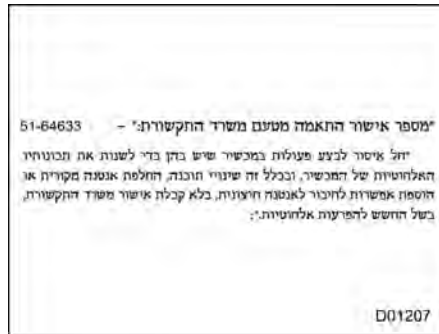 "מספר אישור התאמה מטעם משרד התקשורת:" – 51-64633
"חל איסור לבצע פעולות במכשיר שיש בהן כדי לשנות את תכונותיו
האלחוטיות של המכשיר, ובכלל זה שינויי תוכנה, החלפת אנטנה מקורית או
הוספת אפשרות לחיבור לאנטנה חיצונית, בלא קבלת אישור משרד התקשורת,
בשל החשש להפרעות אלחוטיות.";
D01207